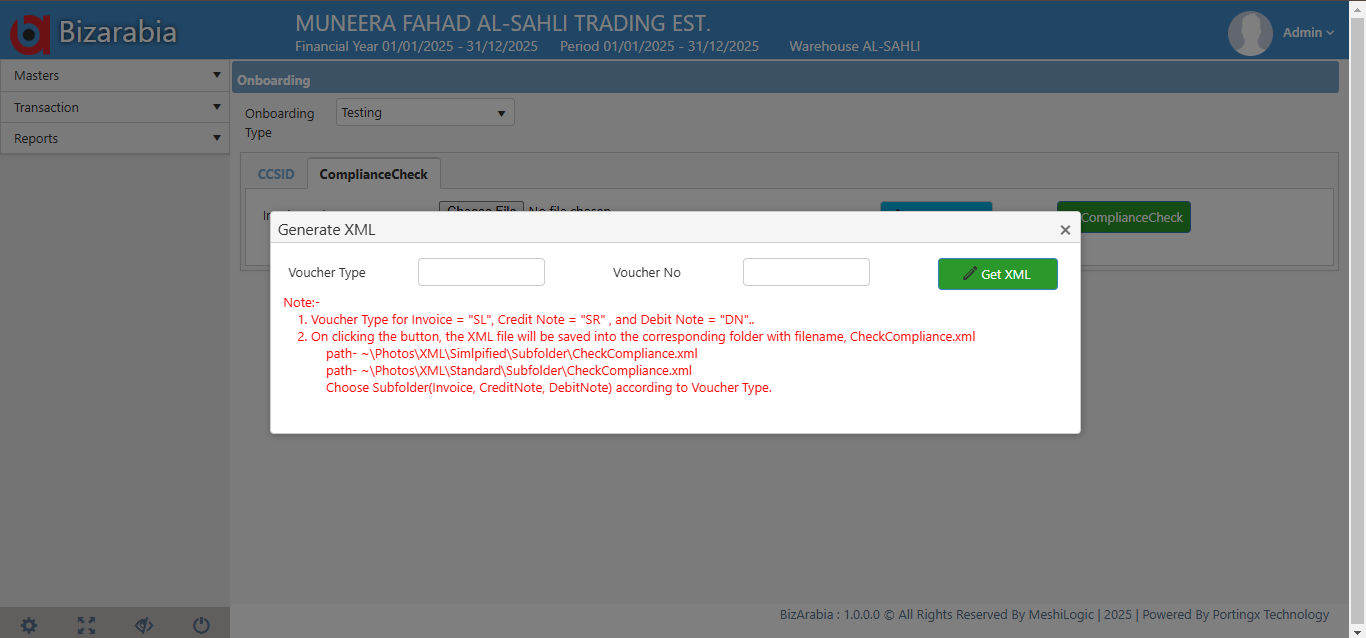 Bizarabia
MUNEERA FAHAD AL-SAHLI TRADING EST.
Financial Year 01/01/2025 - 31/12/2025 Period 01/01/2025 - 31/12/2025 Warehouse AL-SAHLI
Admin
Masters
Transaction
Reports
Onboarding
Onboarding
Type
Testing
CCSID
ComplianceCheck
Choose File No file chosen
ComplianceCheck
Generate XML
Voucher Type
Voucher No
Get XML
Note:-
1. Voucher Type for Invoice = "SL", Credit Note = "SR" , and Debit Note = "DN"..
2. On clicking the button, the XML file will be saved into the corresponding folder with filename, CheckCompliance.xml
path- ~\Photos\XML\Simlpified\Subfolder\CheckCompliance.xml
path- ~\Photos\XML\Standard\Subfolder\CheckCompliance.xml
Choose Subfolder(Invoice, CreditNote, DebitNote) according to Voucher Type.
BizArabia : 1.0.0.0 © All Rights Reserved By MeshiLogic | 2025 | Powered By Portingx Technology